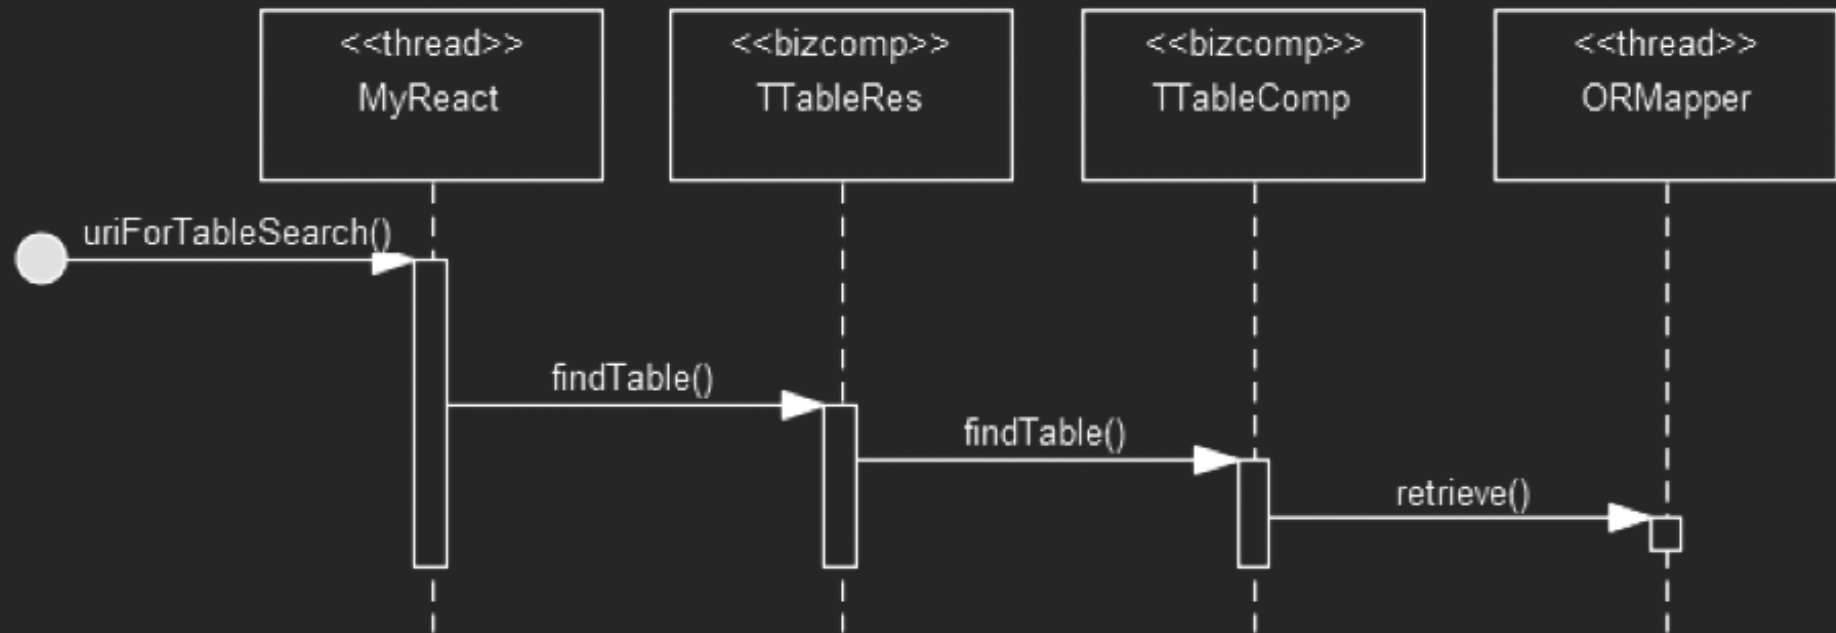 <<thread>>
MyReact
<<bizcomp>>
TTableRes
<<bizcomp>>
TTableComp
<<thread>>
ORMapper
uriForTableSearch()
findTable()
findTable()
retrieve()